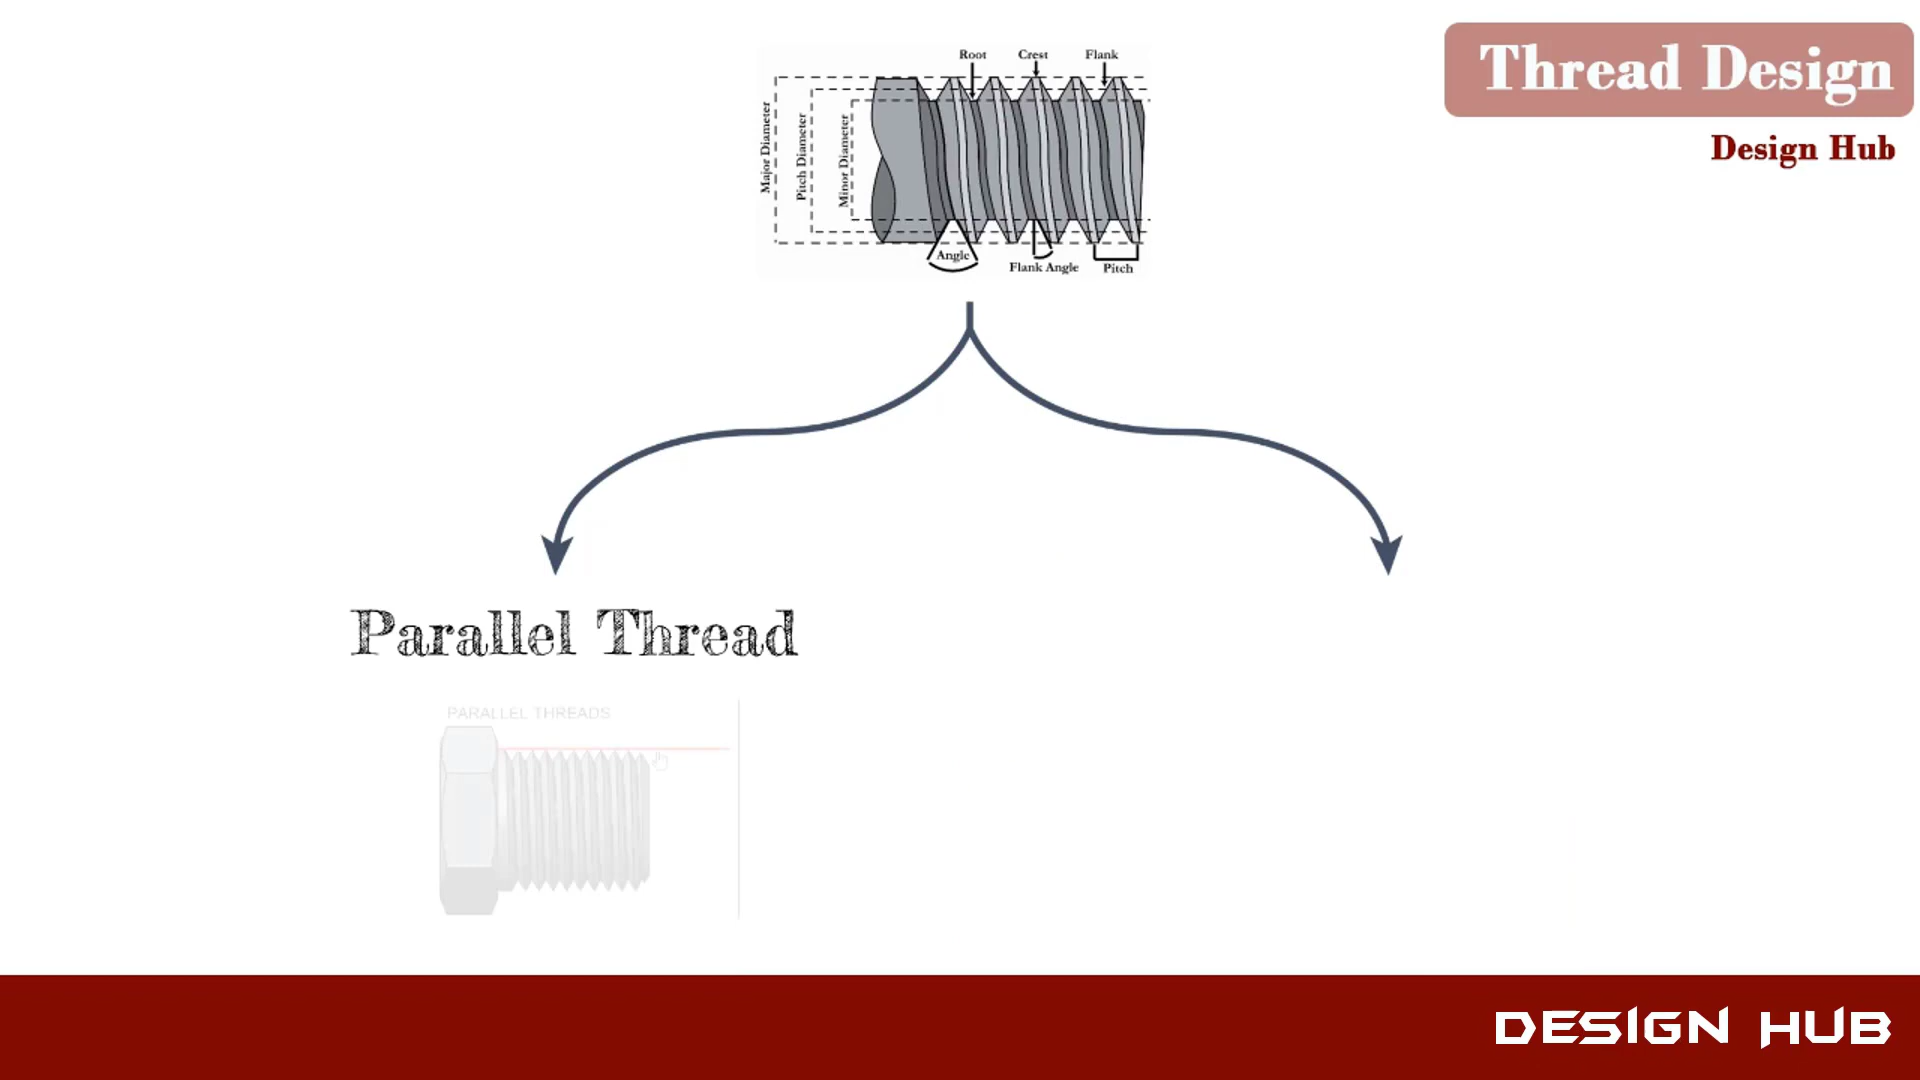 Thread Design
Design Hub
Root Crest Flank
Major Diameter
Pitch Diameter
Minor Diameter
Angle
Flank Angle
Pitch
Parallel Thread
PARALLEL THREADS
DESIGN HUB